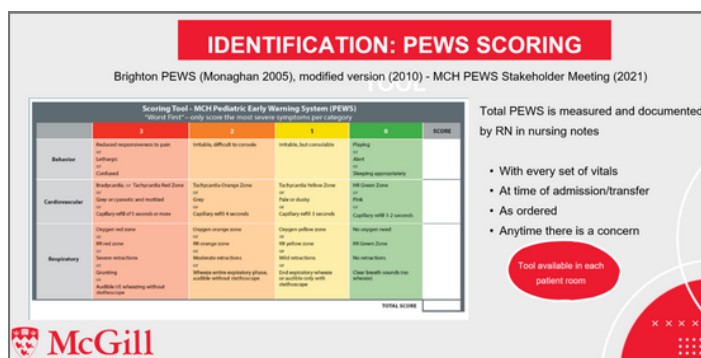 IDENTIFICATION: PEWS SCORING
TOOL
Brighton PEWS (Monaghan 2005), modified version (2010) - MCH PEWS Stakeholder Meeting (2021)
Scoring Tool - MCH Pediatric Early Warning System (PEWS)
"Worst First" - only score the most severe symptoms per category
3 2 1 0 SCORE
Behavior
Reduced responsiveness to pain
or
Lethargic
or
Confused
Irritable, difficult to console
Irritable, but consolable
Playing
or
Alert
or
Sleeping appropriately
Cardiovascular
Bradycardia, or Tachycardia Red Zone
or
Grey or cyanotic and mottled
or
Capillary refill of 5 seconds or more
Tachycardia Orange Zone
or
Grey
or
Capillary refill 4 seconds
Tachycardia Yellow Zone
or
Pale or dusky
or
Capillary refill 3 seconds
HR Green Zone
or
Pink
or
Capillary refill 1-2 seconds
Respiratory
Oxygen red zone
or
RR red zone
or
Severe retractions
or
Grunting
or
Audible I/E wheezing without
stethoscope
Oxygen orange zone
or
RR orange zone
or
Moderate retractions
or
Wheeze entire expiratory phase,
audible without stethoscope
Oxygen yellow zone
or
RR yellow zone
or
Mild retractions
or
End expiratory wheeze
or audible only with
stethoscope
No oxygen need
RR Green Zone
No retractions
Clear breath sounds (no
wheeze)
TOTAL SCORE
Total PEWS is measured and documented
by RN in nursing notes
• With every set of vitals
• At time of admission/transfer
• As ordered
• Anytime there is a concern
Tool available in each
patient room
McGill